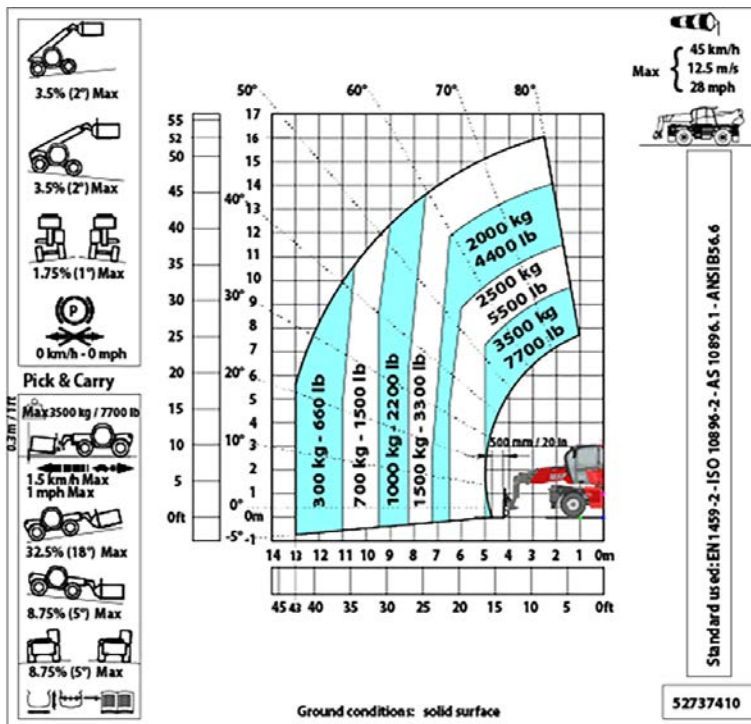 3.5% (2°) Max
3.5% (2°) Max
1.75% (1°) Max
P
0 km/h - 0 mph
Pick & Carry
0.3 m / 1 ft
Max 3500 kg / 7700 lb
1.5 km/h Max
1 mph Max
32.5% (18°) Max
8.75% (5°) Max
8.75% (5°) Max
Max
45 km/h
12.5 m/s
28 mph
50° 60° 70° 80°
40°
30°
20°
10°
0°
-5°
55
52
50
45
40
35
30
25
20
15
10
5
0ft
17
16
15
14
13
12
11
10
9
8
7
6
5
4
3
2
1
0m
-1
2000 kg
4400 lb
2500 kg
5500 lb
3500 kg
7700 lb
300 kg - 660 lb
700 kg - 1500 lb
1000 kg - 2200 lb
1500 kg - 3300 lb
500 mm / 20 in
14 13 12 11 10 9 8 7 6 5 4 3 2 1 0m
45 43 40 35 30 25 20 15 10 5 0ft
Ground conditions: solid surface
Standard used: EN 1459-2 - ISO 10896-2 - AS 10896.1 - ANSI B56.6
52737410